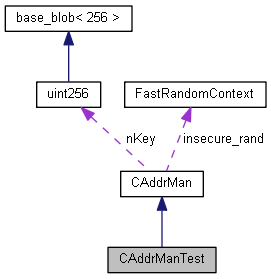 base_blob< 256 >
uint256
FastRandomContext
nKey
insecure_rand
CAddrMan
CAddrManTest